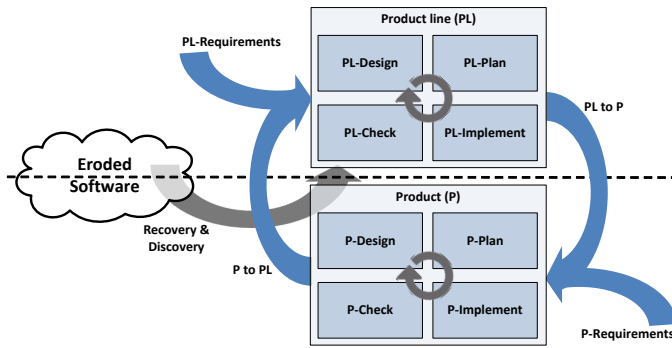 Product line (PL)
PL-Requirements
PL-Design
PL-Plan
PL to P
PL-Check
PL-Implement
Eroded
Software
Product (P)
Recovery &
Discovery
P-Design
P-Plan
P to PL
P-Check
P-Implement
P-Requirements